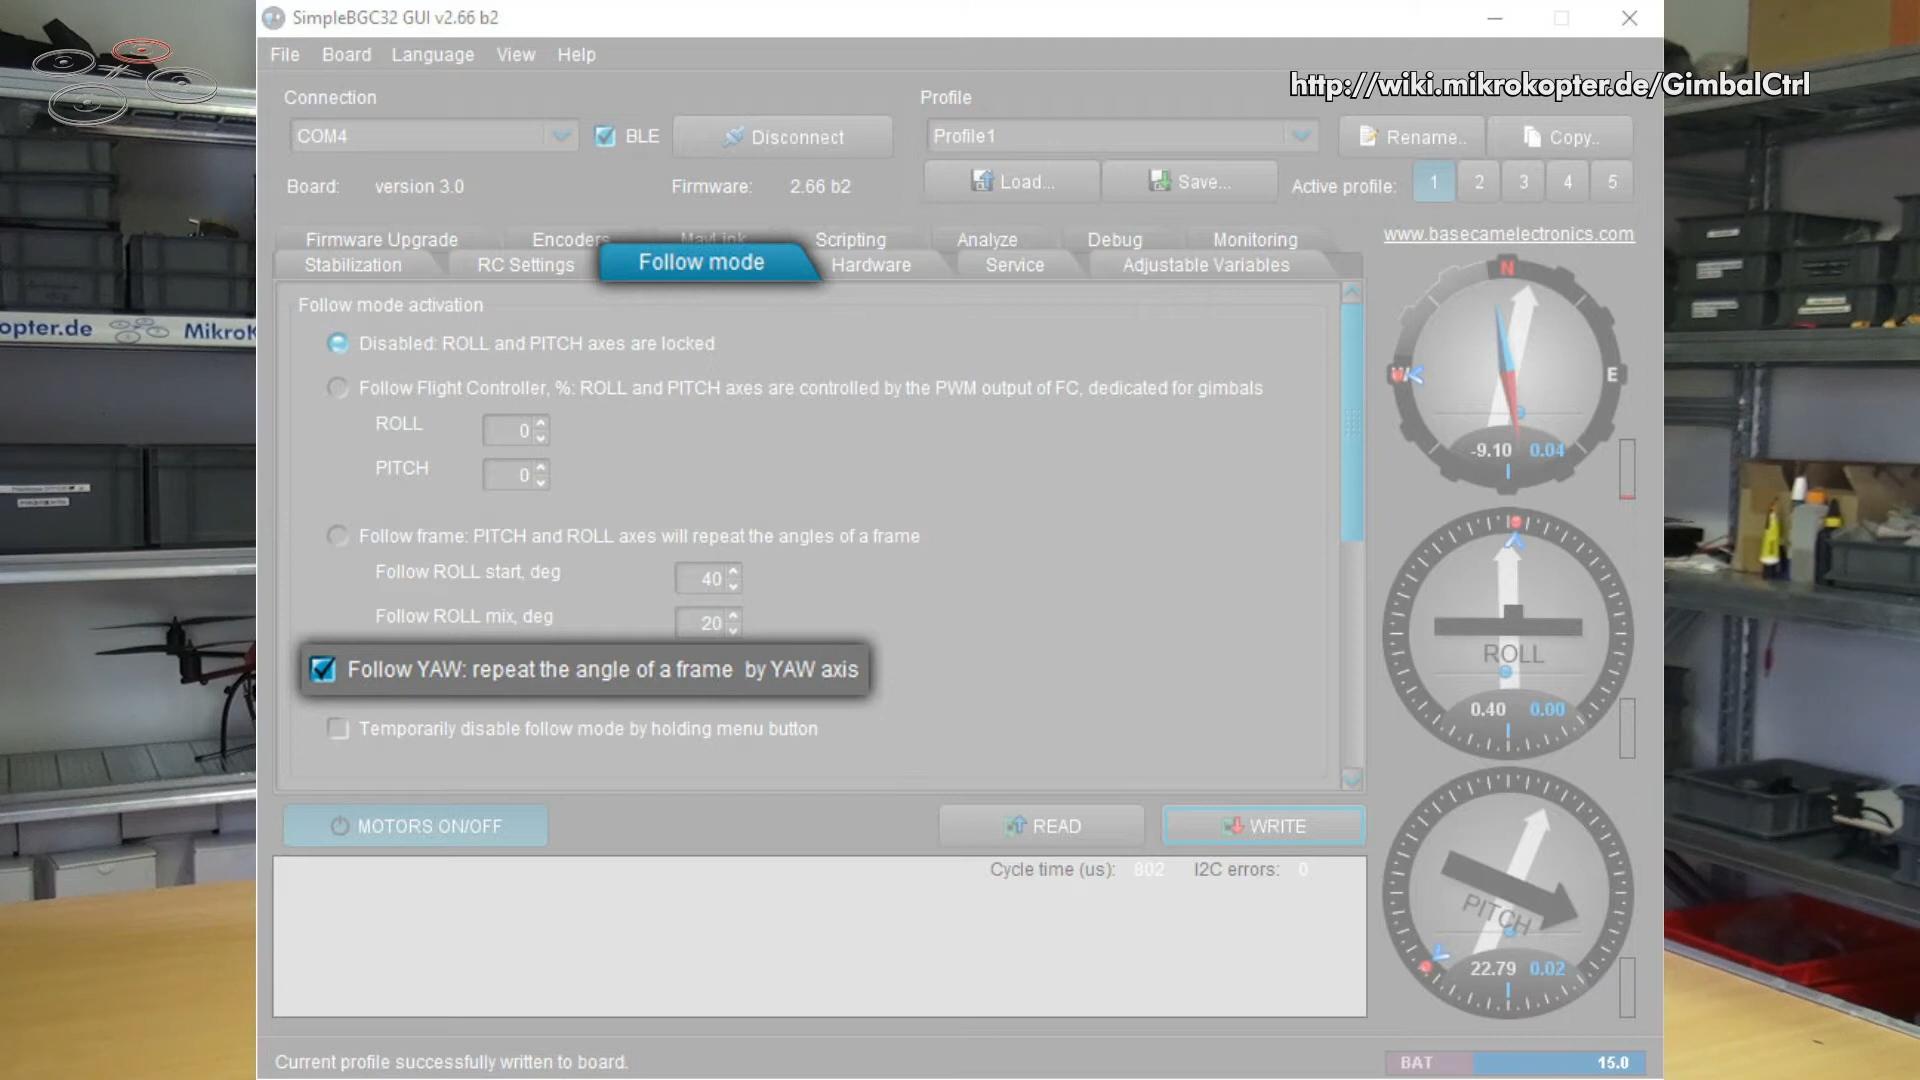 SimpleBGC32 GUI v2.66 b2
File Board Language View Help
http://wiki.mikrokopter.de/GimbalCtrl
Connection
Profile
COM4
BLE
Disconnect
Profile1
Rename..
Copy..
Board: version 3.0
Firmware: 2.66 b2
Load...
Save...
Active profile: 1 2 3 4 5
www.basecamelectronics.com
Firmware Upgrade Encoders MavLink Scripting Analyze Debug Monitoring
Stabilization RC Settings Follow mode Hardware Service Adjustable Variables
Follow mode activation
Disabled: ROLL and PITCH axes are locked
Follow Flight Controller, %: ROLL and PITCH axes are controlled by the PWM output of FC, dedicated for gimbals
ROLL 0
PITCH 0
Follow frame: PITCH and ROLL axes will repeat the angles of a frame
Follow ROLL start, deg 40
Follow ROLL mix, deg 20
Follow YAW: repeat the angle of a frame by YAW axis
Temporarily disable follow mode by holding menu button
N
W
E
-9.10 0.04
ROLL
0.40 0.00
PITCH
22.79 0.02
MOTORS ON/OFF
READ
WRITE
Cycle time (us): 802 I2C errors: 0
Current profile successfully written to board.
BAT 15.0
opter.de MikroK